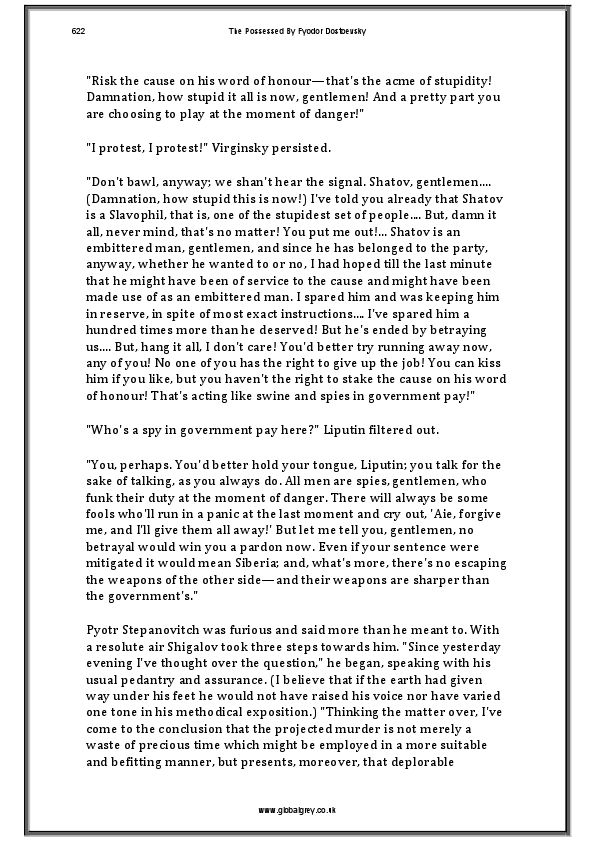 622
The Possessed By Fyodor Dostoevsky
"Risk the cause on his word of honour—that's the acme of stupidity!
Damnation, how stupid it all is now, gentlemen! And a pretty part you
are choosing to play at the moment of danger!"
"I protest, I protest!" Virginsky persisted.
"Don't bawl, anyway; we shan't hear the signal. Shatov, gentlemen....
(Damnation, how stupid this is now!) I've told you already that Shatov
is a Slavophil, that is, one of the stupidest set of people.... But, damn it
all, never mind, that's no matter! You put me out!... Shatov is an
embittered man, gentlemen, and since he has belonged to the party,
anyway, whether he wanted to or no, I had hoped till the last minute
that he might have been of service to the cause and might have been
made use of as an embittered man. I spared him and was keeping him
in reserve, in spite of most exact instructions.... I've spared him a
hundred times more than he deserved! But he's ended by betraying
us.... But, hang it all, I don't care! You'd better try running away now,
any of you! No one of you has the right to give up the job! You can kiss
him if you like, but you haven't the right to stake the cause on his word
of honour! That's acting like swine and spies in government pay!"
"Who's a spy in government pay here?" Liputin filtered out.
"You, perhaps. You'd better hold your tongue, Liputin; you talk for the
sake of talking, as you always do. All men are spies, gentlemen, who
funk their duty at the moment of danger. There will always be some
fools who'll run in a panic at the last moment and cry out, 'Aie, forgive
me, and I'll give them all away!' But let me tell you, gentlemen, no
betrayal would win you a pardon now. Even if your sentence were
mitigated it would mean Siberia; and, what's more, there's no escaping
the weapons of the other side—and their weapons are sharper than
the government's."
Pyotr Stepanovitch was furious and said more than he meant to. With
a resolute air Shigalov took three steps towards him. "Since yesterday
evening I've thought over the question," he began, speaking with his
usual pedantry and assurance. (I believe that if the earth had given
way under his feet he would not have raised his voice nor have varied
one tone in his methodical exposition.) "Thinking the matter over, I've
come to the conclusion that the projected murder is not merely a
waste of precious time which might be employed in a more suitable
and befitting manner, but presents, moreover, that deplorable
www.globalgrey.co.uk